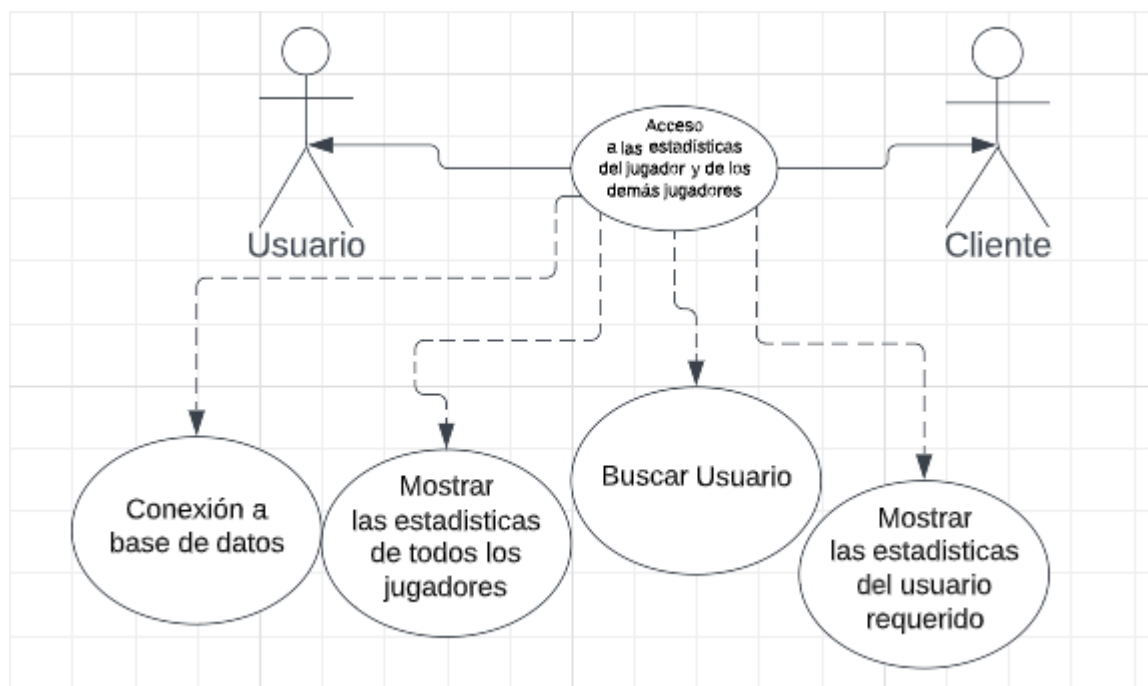 Acceso
a las estadísticas
del jugador y de los
demás jugadores
Usuario
Cliente
Conexión a
base de datos
Mostrar
las estadisticas
de todos los
jugadores
Buscar Usuario
Mostrar
las estadisticas
del usuario
requerido